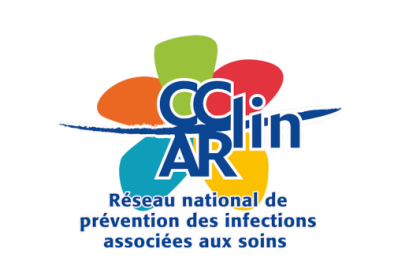 CClin
AR
Réseau national de
prévention des infections
associées aux soins